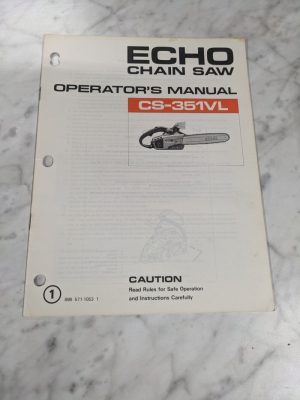 ECHO
CHAIN SAW
OPERATOR'S MANUAL
CS-351VL
CAUTION
Read Rules for Safe Operation
and Instructions Carefully
1